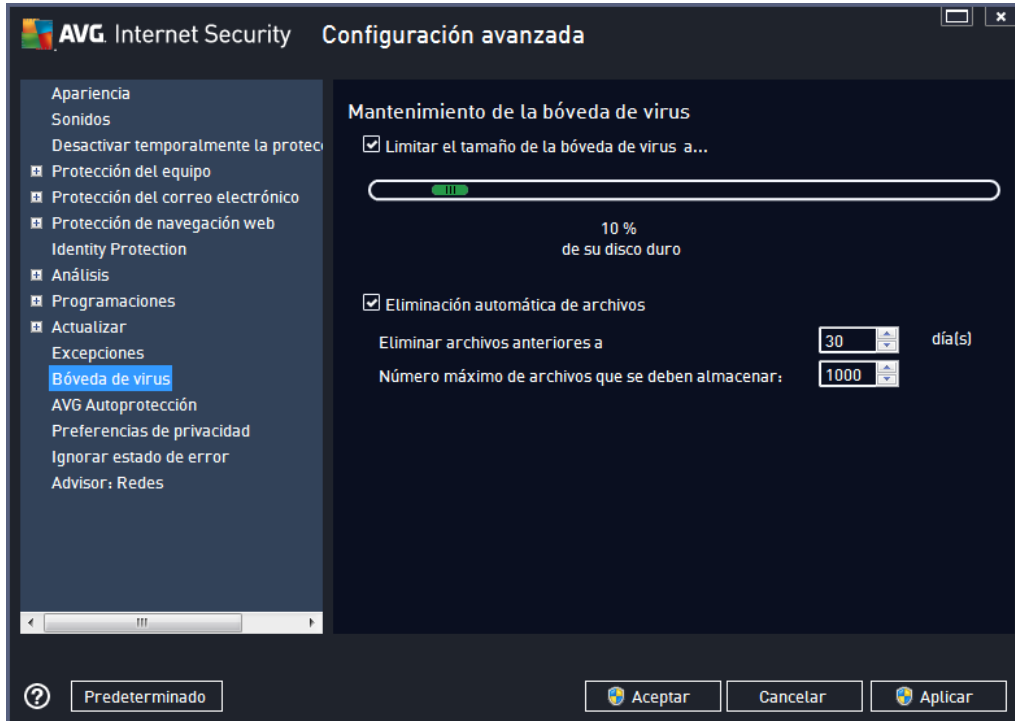 AVG. Internet Security Configuración avanzada
Apariencia
Sonidos
Desactivar temporalmente la protec
Protección del equipo
Protección del correo electrónico
Protección de navegación web
Identity Protection
Análisis
Programaciones
Actualizar
Excepciones
Bóveda de virus
AVG Autoprotección
Preferencias de privacidad
Ignorar estado de error
Advisor: Redes
Mantenimiento de la bóveda de virus
Limitar el tamaño de la bóveda de virus a...
10 %
de su disco duro
Eliminación automática de archivos
Eliminar archivos anteriores a 30 día(s)
Número máximo de archivos que se deben almacenar: 1000
? Predeterminado Aceptar Cancelar Aplicar